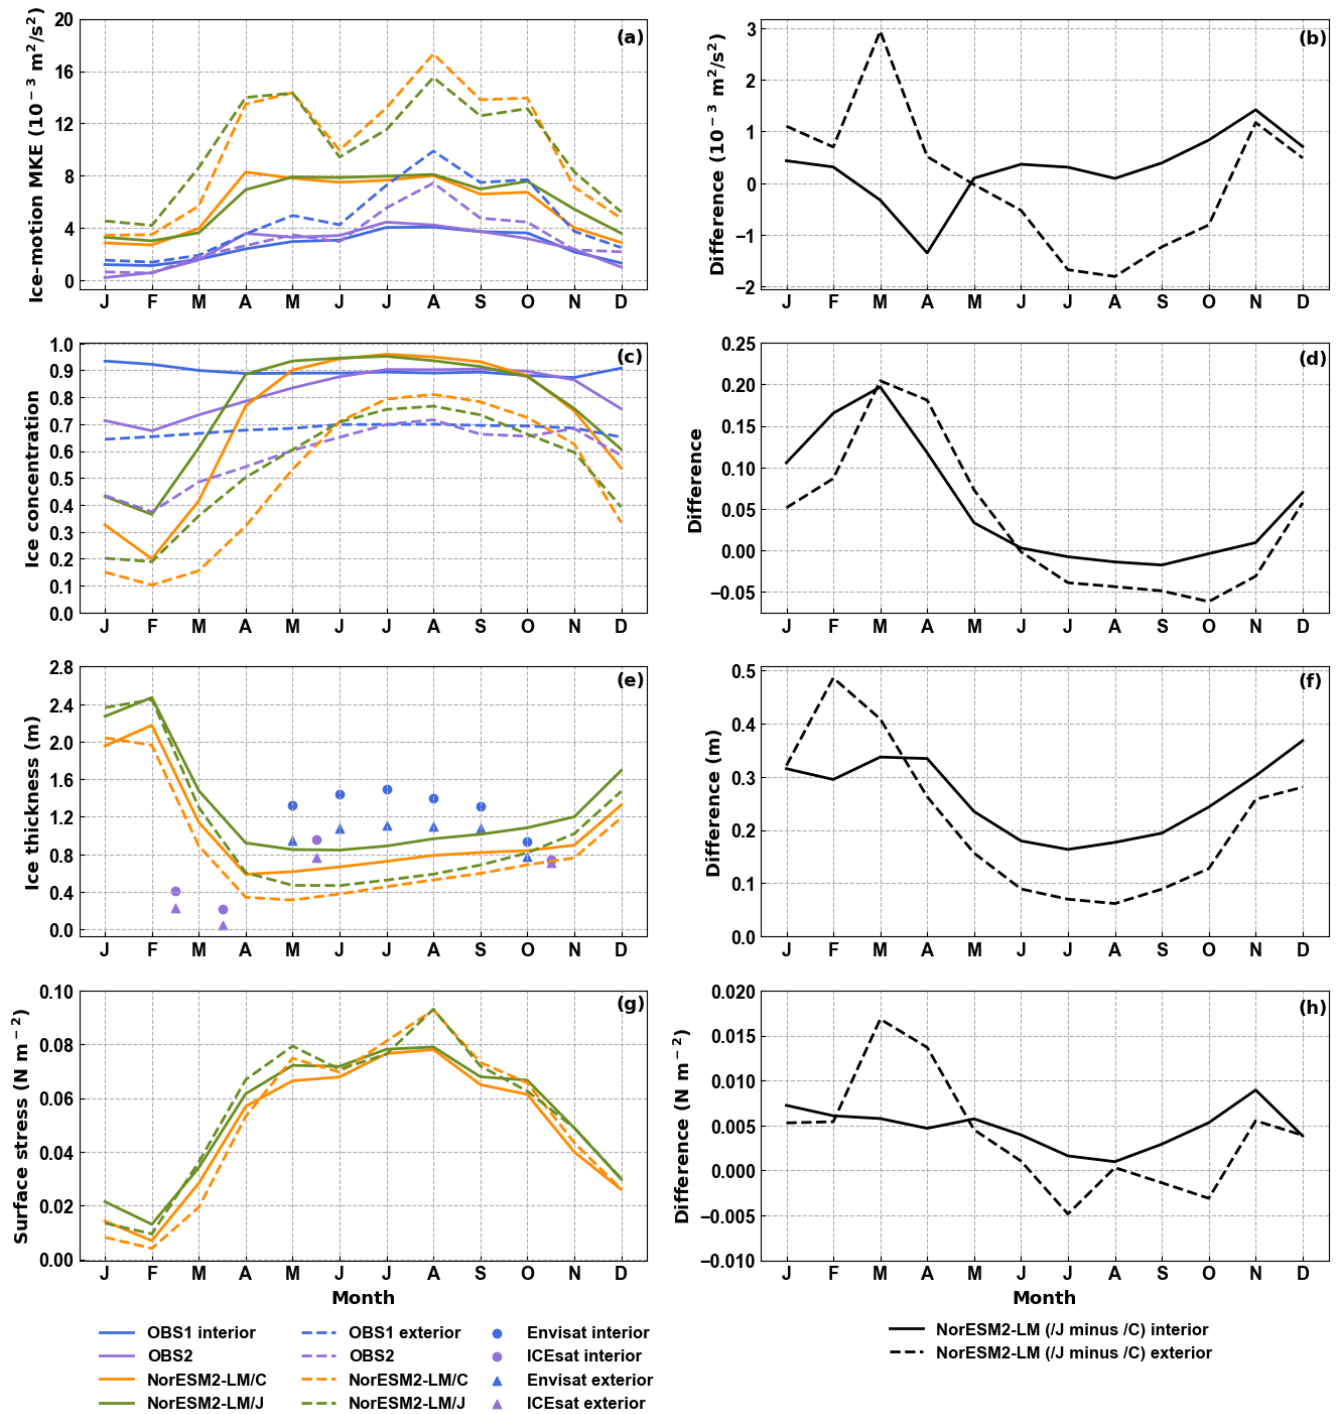 (a)
Ice-motion MKE (10⁻³ m²/s²)
20
16
12
8
4
0
J F M A M J J A S O N D
(b)
Difference (10⁻³ m²/s²)
3
2
1
0
−1
−2
J F M A M J J A S O N D
(c)
Ice concentration
1.0
0.9
0.8
0.7
0.6
0.5
0.4
0.3
0.2
0.1
0.0
J F M A M J J A S O N D
(d)
Difference
0.25
0.20
0.15
0.10
0.05
0.00
−0.05
J F M A M J J A S O N D
(e)
Ice thickness (m)
2.8
2.4
2.0
1.6
1.2
0.8
0.4
0.0
J F M A M J J A S O N D
(f)
Difference (m)
0.5
0.4
0.3
0.2
0.1
0.0
J F M A M J J A S O N D
(g)
Surface stress (N m⁻²)
0.10
0.08
0.06
0.04
0.02
0.00
J F M A M J J A S O N D
Month
(h)
Difference (N m⁻²)
0.020
0.015
0.010
0.005
0.000
−0.005
−0.010
J F M A M J J A S O N D
Month
OBS1 interior OBS1 exterior Envisat interior
OBS2 OBS2 ICEsat interior
NorESM2-LM/C NorESM2-LM/C Envisat exterior
NorESM2-LM/J NorESM2-LM/J ICEsat exterior
NorESM2-LM (/J minus /C) interior
NorESM2-LM (/J minus /C) exterior